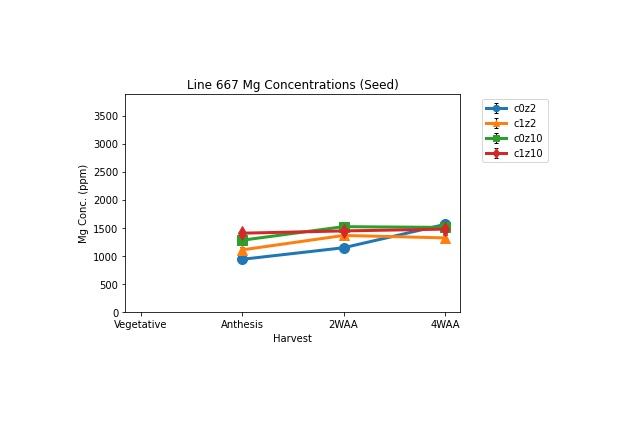 Line 667 Mg Concentrations (Seed)
3500
3000
2500
2000
1500
1000
500
0
Mg Conc. (ppm)
Vegetative Anthesis 2WAA 4WAA
Harvest
c0z2
c1z2
c0z10
c1z10